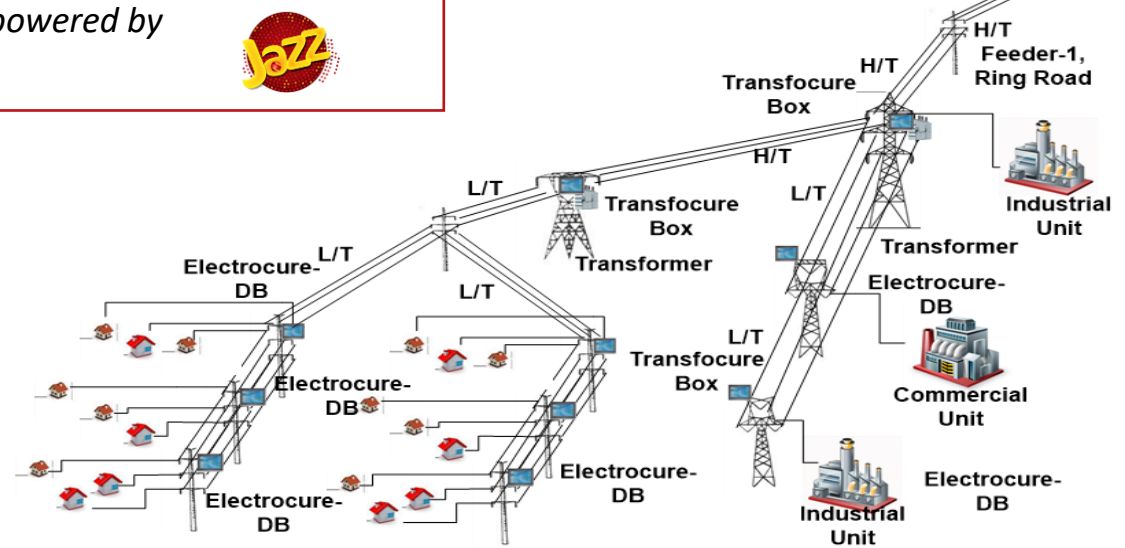 powered by
Jazz
H/T
Feeder-1,
Ring Road
H/T
Transfocure
Box
H/T
L/T
Industrial
Unit
L/T
Transfocure
Box
Transformer
Transformer
L/T
Electrocure-
DB
L/T
Electrocure-
DB
L/T
Transfocure
Box
Commercial
Unit
Electrocure-
DB
Electrocure-
DB
Electrocure-
DB
Electrocure-
DB
Industrial
Unit